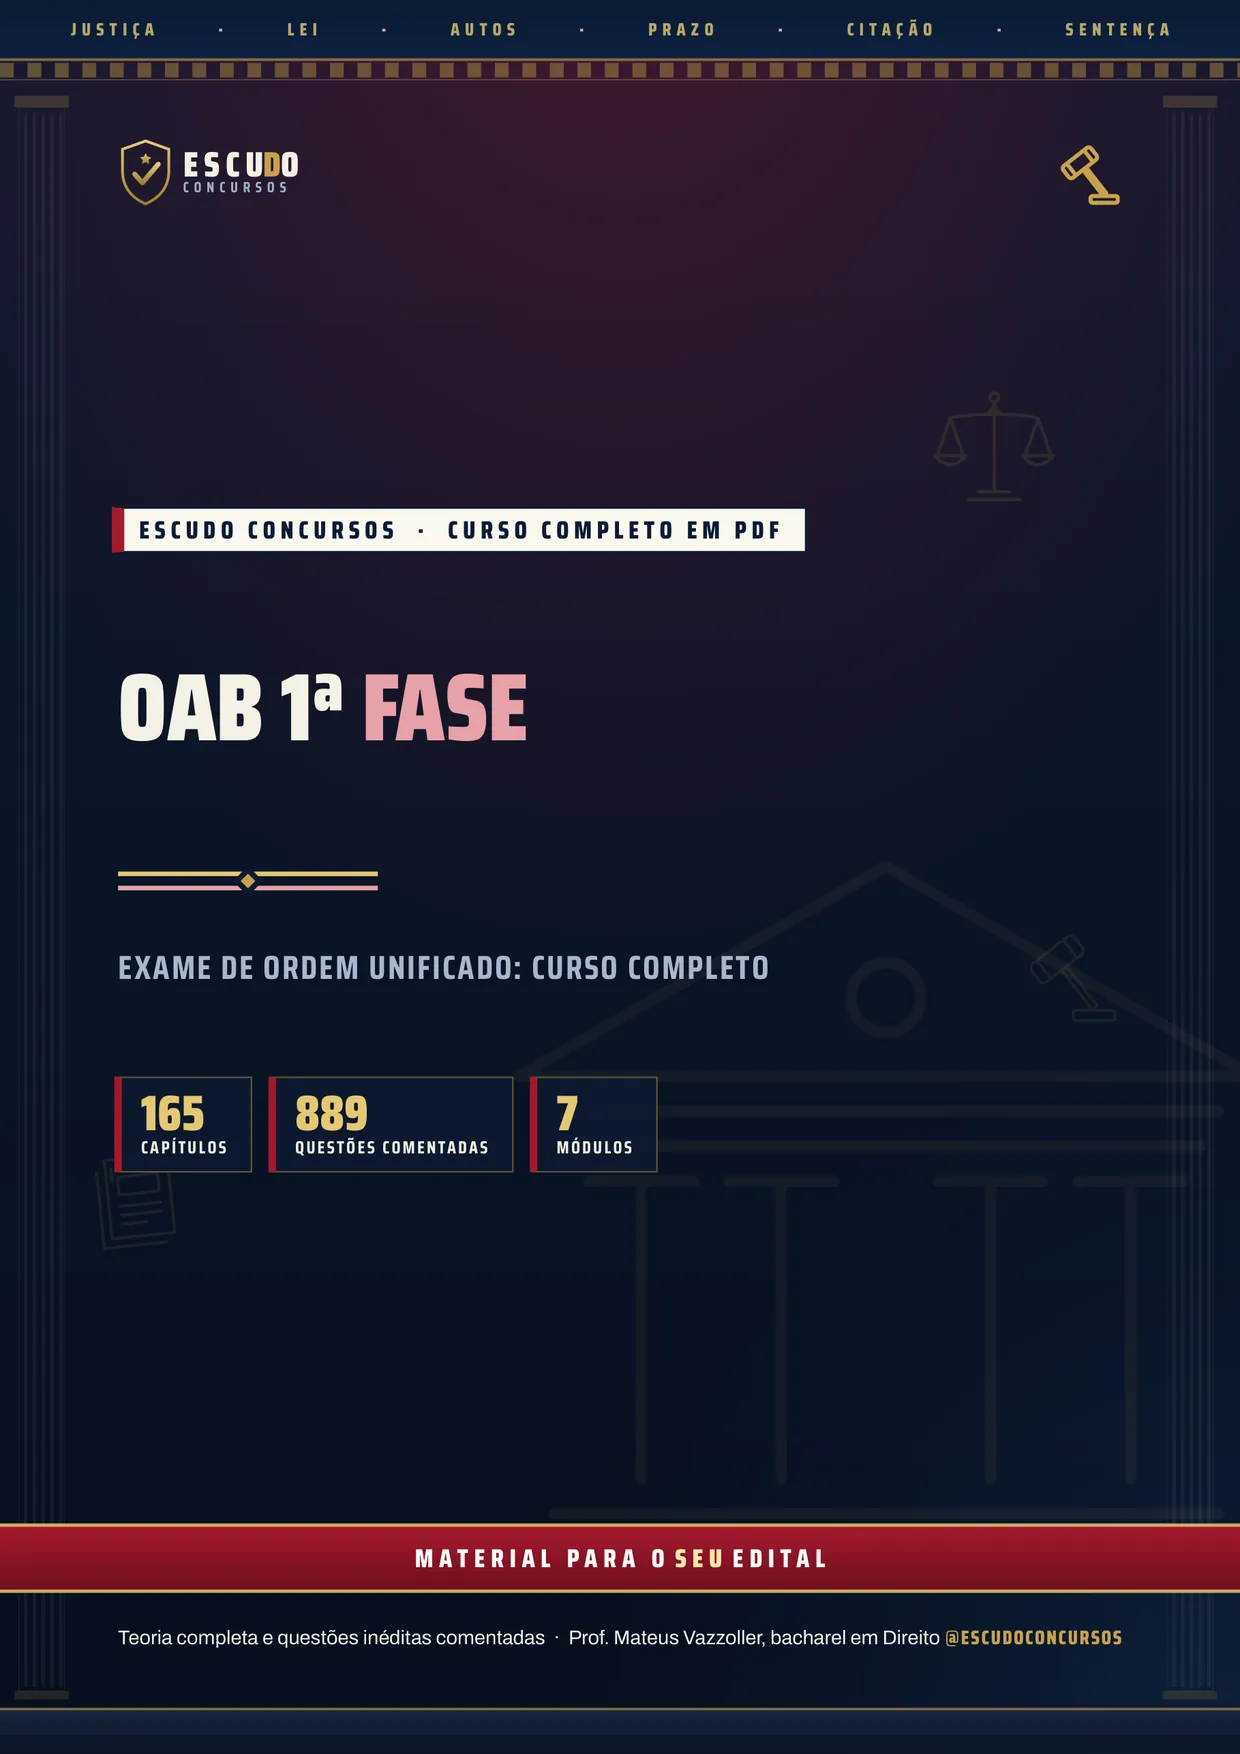 JUSTIÇA · LEI · AUTOS · PRAZO · CITAÇÃO · SENTENÇA
ESCUDO
CONCURSOS
ESCUDO CONCURSOS · CURSO COMPLETO EM PDF
OAB 1ª FASE
EXAME DE ORDEM UNIFICADO: CURSO COMPLETO
165
CAPÍTULOS
889
QUESTÕES COMENTADAS
7
MÓDULOS
MATERIAL PARA O SEU EDITAL
Teoria completa e questões inéditas comentadas · Prof. Mateus Vazzoller, bacharel em Direito @ESCUDOCONCURSOS